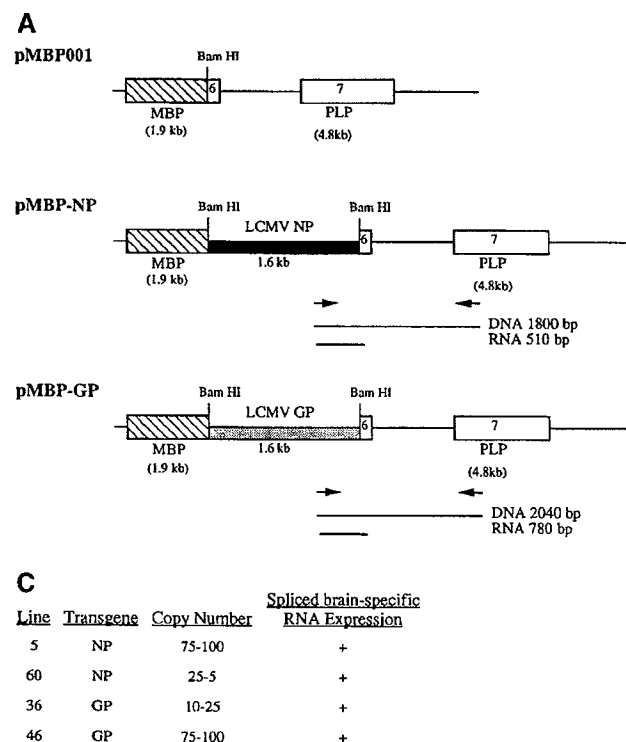 A
pMBP001
Bam HI
6
7
MBP
(1.9 kb)
PLP
(4.8kb)
pMBP-NP
Bam HI
LCMV NP
Bam HI
6
7
MBP
(1.9 kb)
1.6 kb
PLP
(4.8kb)
DNA 1800 bp
RNA 510 bp
pMBP-GP
Bam HI
LCMV GP
Bam HI
6
7
MBP
(1.9 kb)
1.6 kb
PLP
(4.8kb)
DNA 2040 bp
RNA 780 bp
C
Line Transgene Copy Number Spliced brain-specific RNA Expression
5 NP 75-100 +
60 NP 25-5 +
36 GP 10-25 +
46 GP 75-100 +